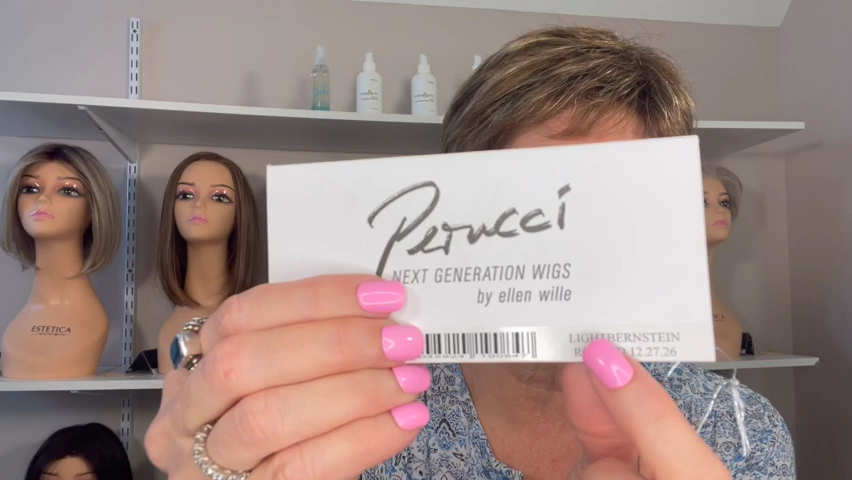 Perucci
NEXT GENERATION WIGS
by ellen wille
LIGHTBERNSTEIN
12.27.26
ESTETICA